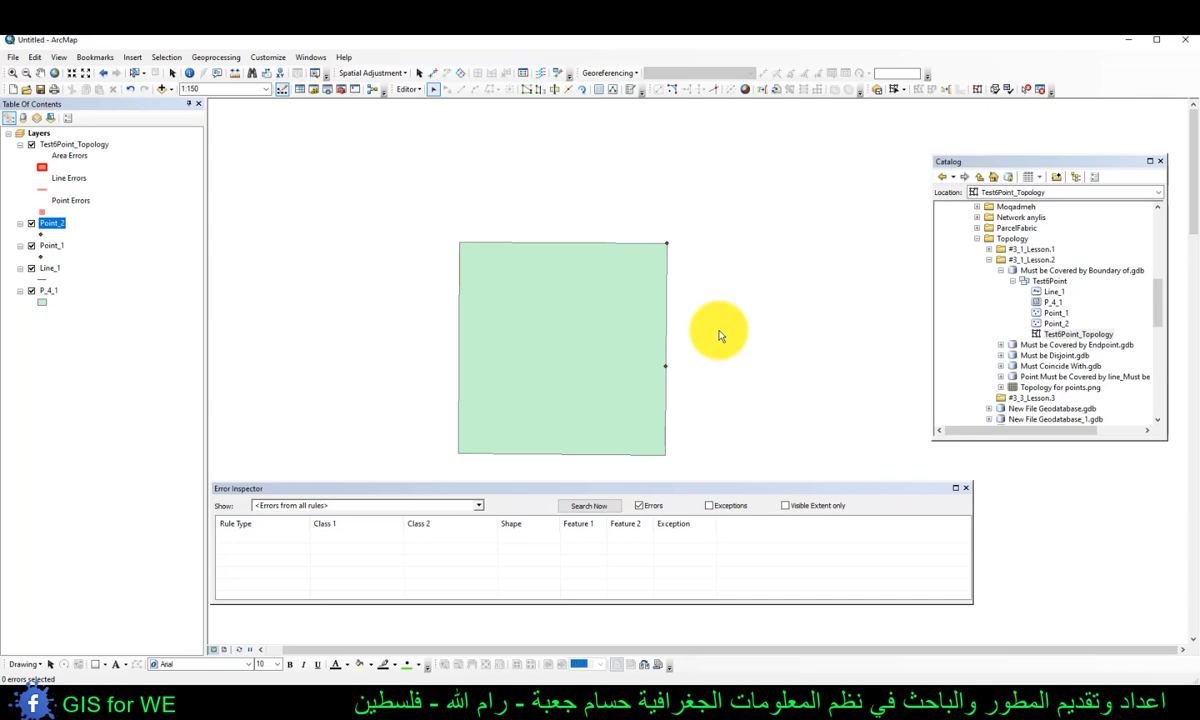 Untitled - ArcMap
File Edit View Bookmarks Insert Selection Geoprocessing Customize Windows Help
Spatial Adjustment Georeferencing
1:150 Editor
Table Of Contents
Layers
Test6Point_Topology
Area Errors
Line Errors
Point Errors
Point_2
Point_1
Line_1
P_4_1
Catalog
Location: Test6Point_Topology
Moqadmeh
Network anylis
ParcelFabric
Topology
#3_1_Lesson.1
#3_1_Lesson.2
Must be Covered by Boundary of.gdb
Test6Point
Line_1
P_4_1
Point_1
Point_2
Test6Point_Topology
Must be Covered by Endpoint.gdb
Must be Disjoint.gdb
Must Coincide With.gdb
Point Must be Covered by line_Must be
Topology for points.png
#3_3_Lesson.3
New File Geodatabase.gdb
New File Geodatabase_1.gdb
Error Inspector
Show: <Errors from all rules> Search Now Errors Exceptions Visible Extent only
Rule Type Class 1 Class 2 Shape Feature 1 Feature 2 Exception
Drawing Arial 10 B I U A
0 errors selected
GIS for WE
اعداد وتقديم المطور والباحث في نظم المعلومات الجغرافية حسام جعبة - رام الله - فلسطين